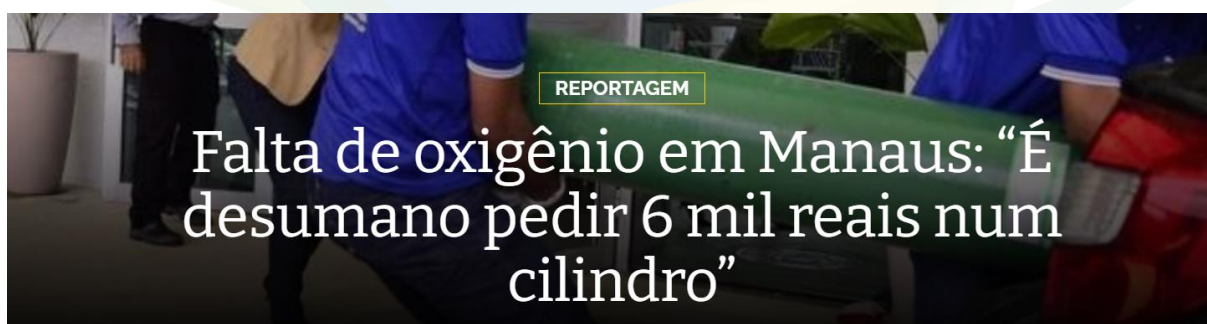 REPORTAGEM
Falta de oxigênio em Manaus: “É
desumano pedir 6 mil reais num
cilindro”